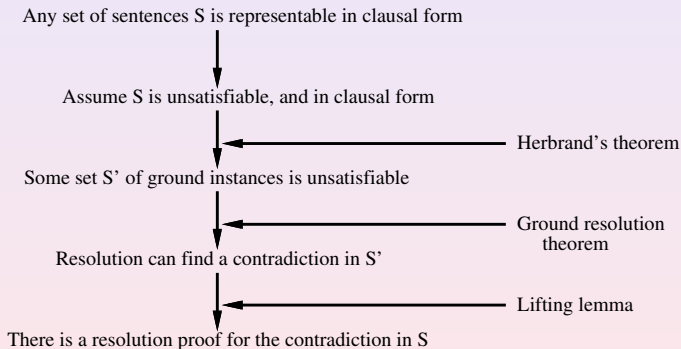 Any set of sentences S is representable in clausal form
Assume S is unsatisfiable, and in clausal form
Herbrand's theorem
Some set S' of ground instances is unsatisfiable
Ground resolution
theorem
Resolution can find a contradiction in S'
Lifting lemma
There is a resolution proof for the contradiction in S